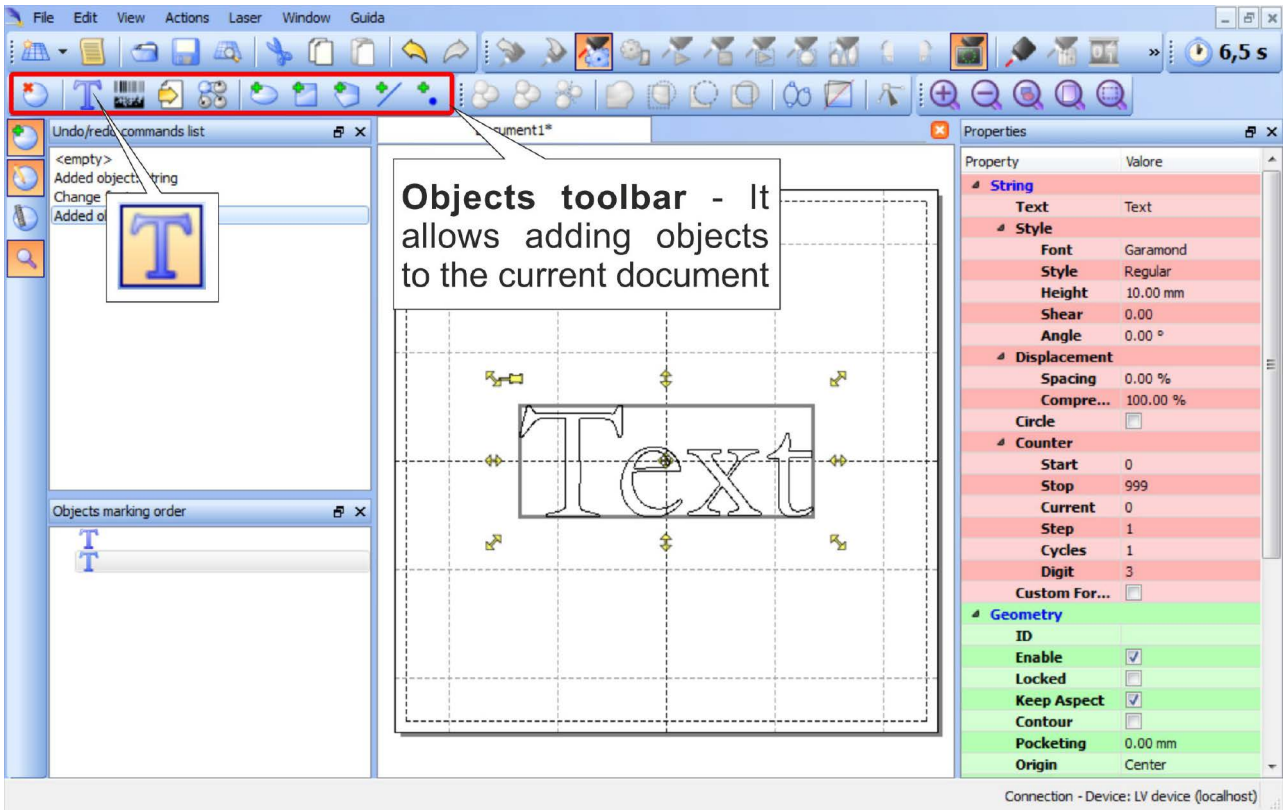 File Edit View Actions Laser Window Guida
» 6,5 s
Undo/redo commands list
<empty>
Added object: string
Change
Added
Objects marking order
Document1*
Objects toolbar - It
allows adding objects
to the current document
Text
Properties
Property Valore
String
Text Text
Style
Font Garamond
Style Regular
Height 10.00 mm
Shear 0.00
Angle 0.00 °
Displacement
Spacing 0.00 %
Compre... 100.00 %
Circle
Counter
Start 0
Stop 999
Current 0
Step 1
Cycles 1
Digit 3
Custom For...
Geometry
ID
Enable
Locked
Keep Aspect
Contour
Pocketing 0.00 mm
Origin Center
Connection - Device: LV device (localhost)